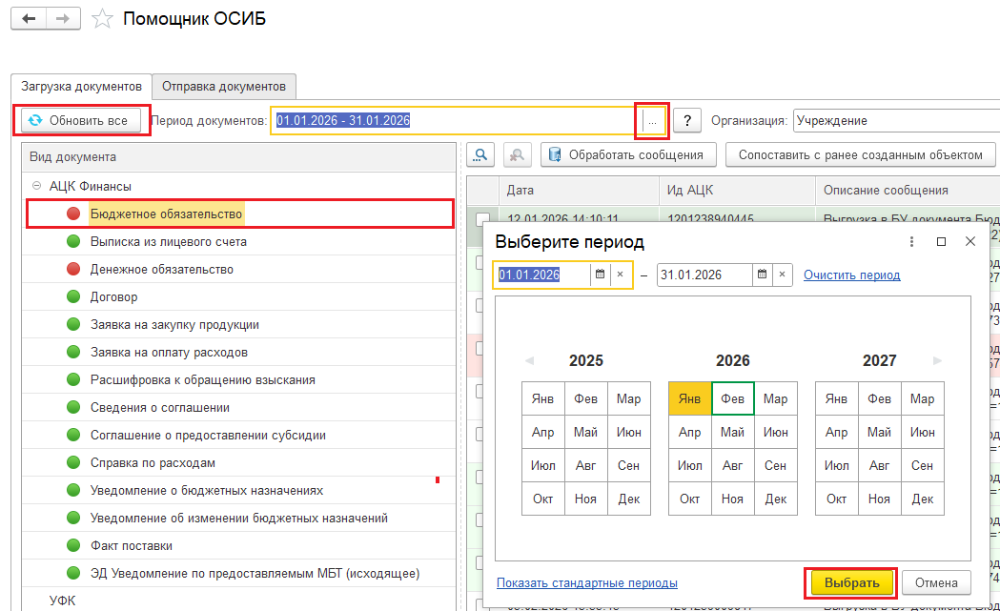 Помощник ОСИБ
Загрузка документов Отправка документов
Обновить все Период документов: 01.01.2026 - 31.01.2026 ... ? Организация: Учреждение
Вид документа
Обработать сообщения Сопоставить с ранее созданным объектом
АЦК Финансы
Дата Ид АЦК Описание сообщения
Бюджетное обязательство
12.01.2026 14:10:11 1201238940445 Выгрузка в БУ документа Бюд
Выписка из лицевого счета
Денежное обязательство
Договор
Заявка на закупку продукции
Заявка на оплату расходов
Расшифровка к обращению взыскания
Сведения о соглашении
Соглашение о предоставлении субсидии
Справка по расходам
Уведомление о бюджетных назначениях
Уведомление об изменении бюджетных назначений
Факт поставки
ЭД Уведомление по предоставляемым МБТ (исходящее)
УФК
Выберите период
01.01.2026 – 31.01.2026 Очистить период
2025 2026 2027
Янв Фев Мар Янв Фев Мар Янв Фев Мар
Апр Май Июн Апр Май Июн Апр Май Июн
Июл Авг Сен Июл Авг Сен Июл Авг Сен
Окт Ноя Дек Окт Ноя Дек Окт Ноя Дек
Показать стандартные периоды Выбрать Отмена